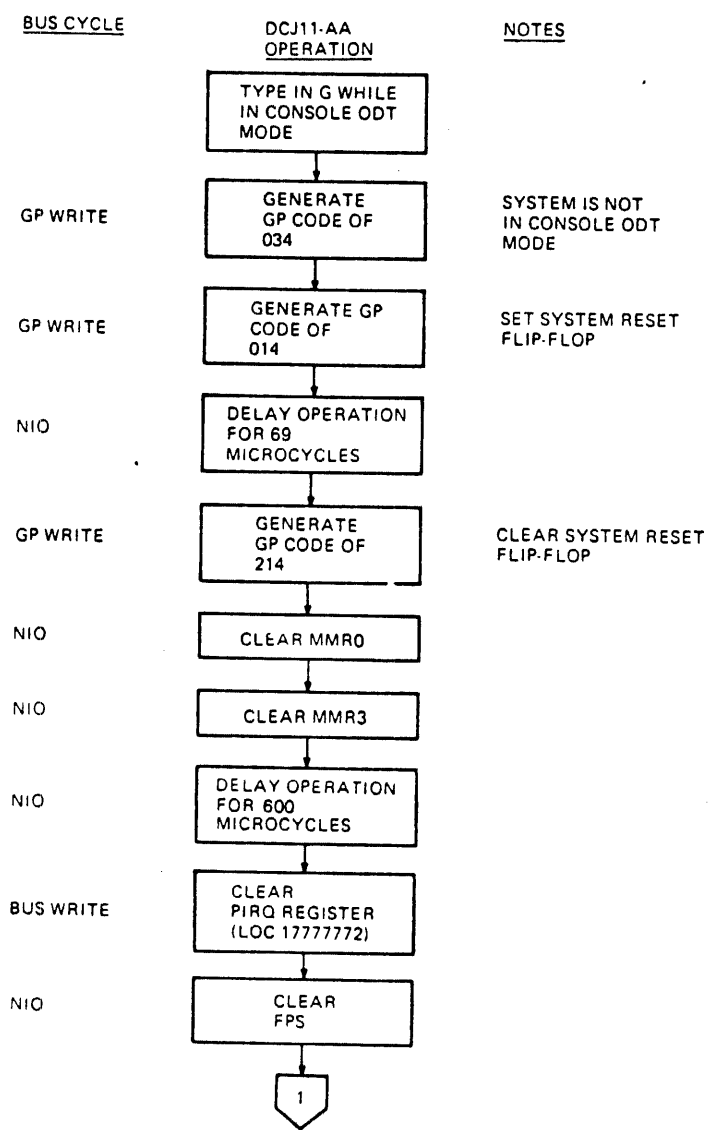 BUS CYCLE
DCJ11-AA
OPERATION
NOTES
TYPE IN G WHILE
IN CONSOLE ODT
MODE
GP WRITE
GENERATE
GP CODE OF
034
SYSTEM IS NOT
IN CONSOLE ODT
MODE
GP WRITE
GENERATE GP
CODE OF
014
SET SYSTEM RESET
FLIP-FLOP
NIO
DELAY OPERATION
FOR 69
MICROCYCLES
GP WRITE
GENERATE
GP CODE OF
214
CLEAR SYSTEM RESET
FLIP-FLOP
NIO
CLEAR MMR0
NIO
CLEAR MMR3
NIO
DELAY OPERATION
FOR 600
MICROCYCLES
BUS WRITE
CLEAR
PIRQ REGISTER
(LOC 17777772)
NIO
CLEAR
FPS
1